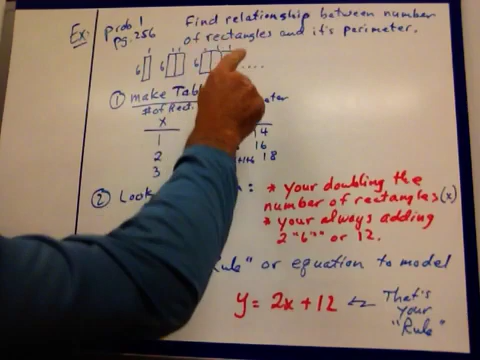 Ex: prob. 1 Find relationship between number
pg. 256 of rectangles and it's perimeter.
6 6 6 ....
① make Tab
# of Rect.
X
1 14
2 16
3 18
② Look : * your doubling the
number of rectangles (x)
* your always adding
2 "6"'s or 12.
Rule" or equation to model
y = 2x + 12 ← That's
your
"Rule"